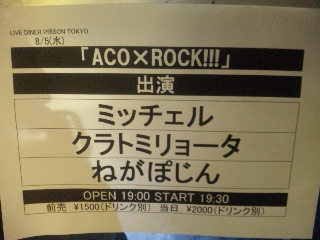 LIVE DINER PRISON TOKYO
8/5(水)
「ACO×ROCK!!!」
出演
ミッチェル
クラトミリョータ
ねがぽじん
OPEN 19:00 START 19:30
前売 ¥1500(ドリンク別) 当日 ¥2000(ドリンク別)